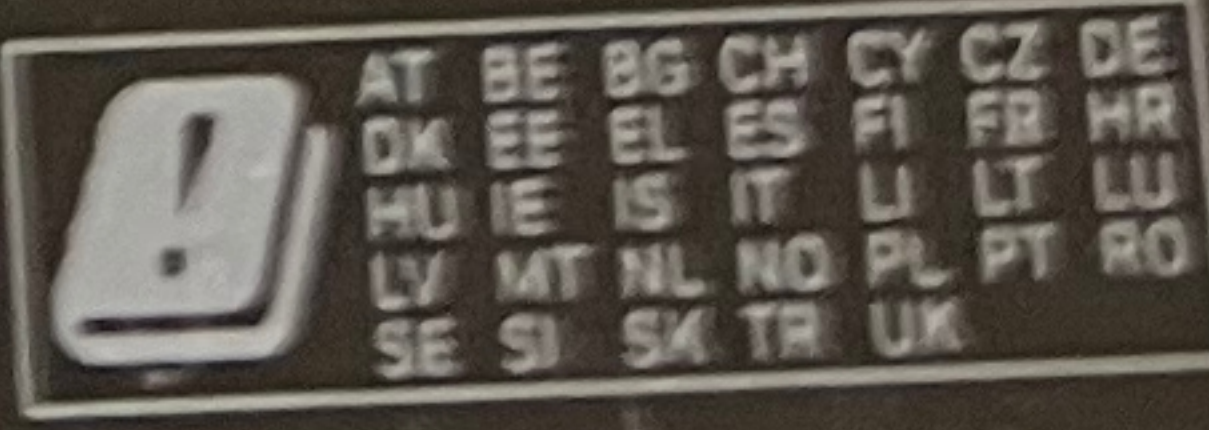 !
AT BE BG CH CY CZ DE
DK EE EL ES FI FR HR
HU IE IS IT LI LT LU
LV MT NL NO PL PT RO
SE SI SK TR UK